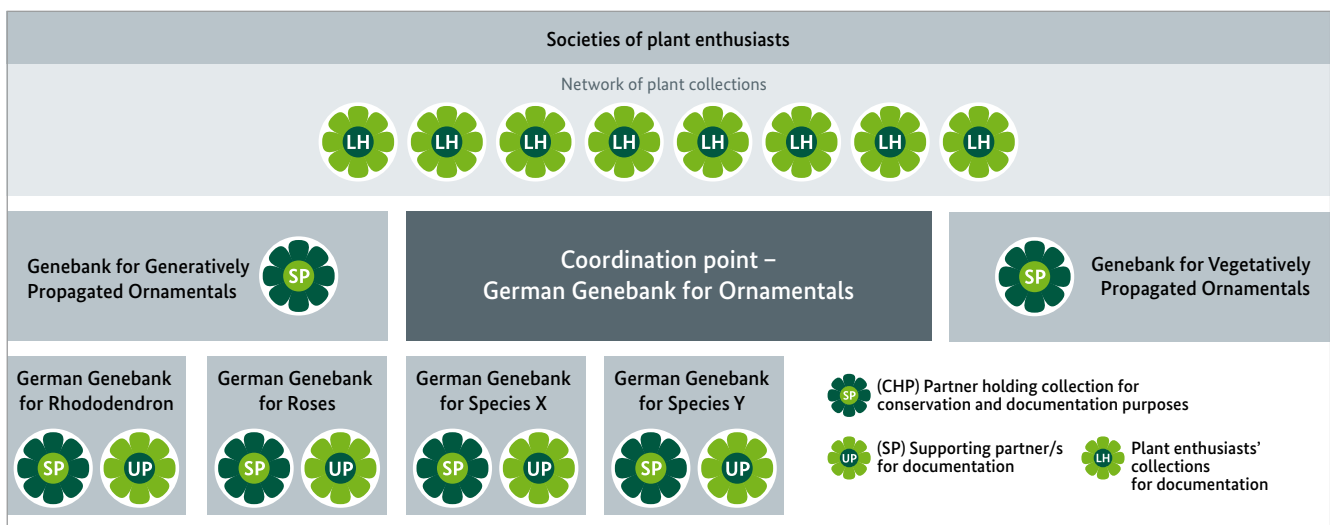 Societies of plant enthusiasts
Network of plant collections
LH LH LH LH LH LH LH LH
Genebank for Generatively
Propagated Ornamentals
SP
Coordination point –
German Genebank for Ornamentals
SP
Genebank for Vegetatively
Propagated Ornamentals
German Genebank
for Rhododendron
SP UP
German Genebank
for Roses
SP UP
German Genebank
for Species X
SP UP
German Genebank
for Species Y
SP UP
SP
(CHP) Partner holding collection for
conservation and documentation purposes
UP
(SP) Supporting partner/s
for documentation
LH
Plant enthusiasts'
collections
for documentation